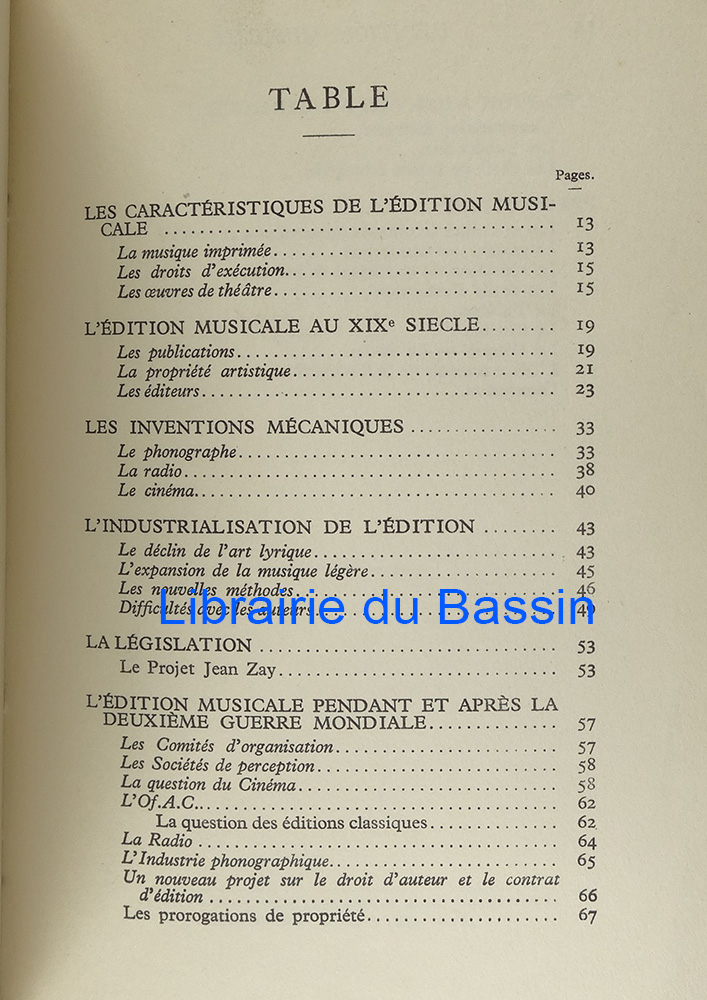 TABLE
Pages.
LES CARACTÉRISTIQUES DE L'ÉDITION MUSI-
CALE ........................................ 13
La musique imprimée ........................................ 13
Les droits d'exécution ........................................ 15
Les œuvres de théâtre ........................................ 15
L'ÉDITION MUSICALE AU XIXe SIECLE ........ 19
Les publications ........................................ 19
La propriété artistique ........................................ 21
Les éditeurs ........................................ 23
LES INVENTIONS MÉCANIQUES ................ 33
Le phonographe ........................................ 33
La radio ........................................ 38
Le cinéma ........................................ 40
L'INDUSTRIALISATION DE L'ÉDITION ........ 43
Le déclin de l'art lyrique ........................................ 43
L'expansion de la musique légère ........................ 45
Les nouvelles méthodes ........................................ 46
Librairie du Bassin
Difficultés avec les auteurs ........................................ 49
LA LÉGISLATION ........................................ 53
Le Projet Jean Zay ........................................ 53
L'ÉDITION MUSICALE PENDANT ET APRÈS LA
DEUXIÈME GUERRE MONDIALE .............. 57
Les Comités d'organisation ........................................ 57
Les Sociétés de perception ........................................ 58
La question du Cinéma ........................................ 58
L'Of.A.C. ........................................ 62
La question des éditions classiques .............. 62
La Radio ........................................ 64
L'Industrie phonographique ........................................ 65
Un nouveau projet sur le droit d'auteur et le contrat
d'édition ........................................ 66
Les prorogations de propriété ........................ 67